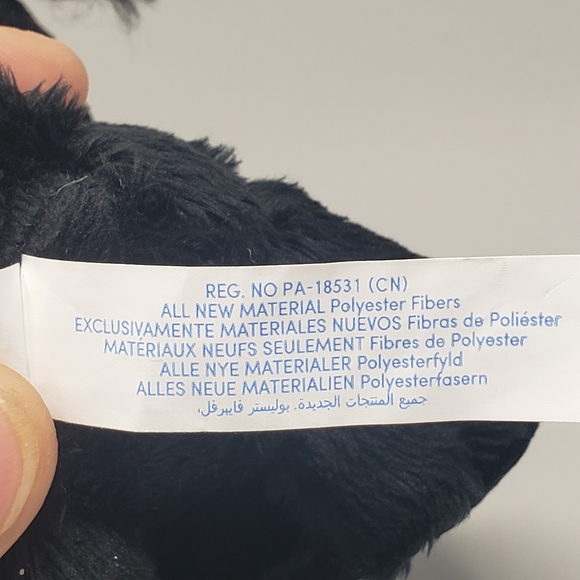 REG. NO PA-18531 (CN)
ALL NEW MATERIAL Polyester Fibers
EXCLUSIVAMENTE MATERIALES NUEVOS Fibras de Poliéster
MATÉRIAUX NEUFS SEULEMENT Fibres de Polyester
ALLE NYE MATERIALER Polyesterfyld
ALLES NEUE MATERIALIEN Polyesterfasern
جميع المنتجات الجديدة. بوليستر فايبرفل،